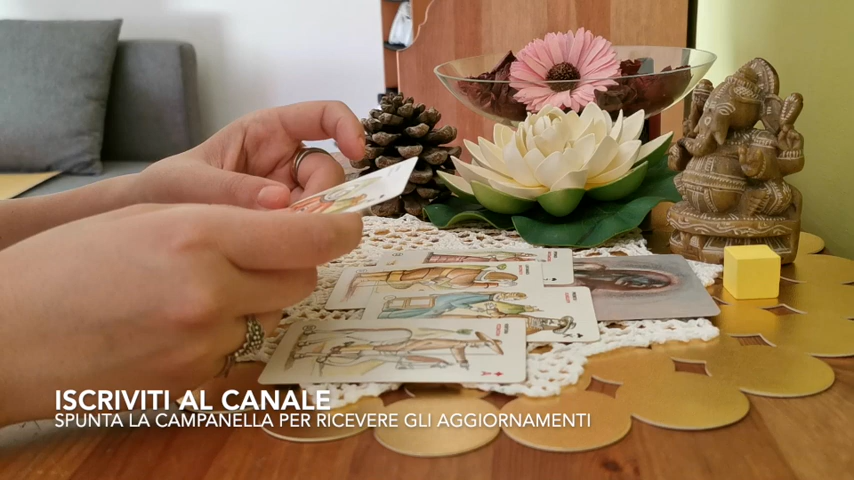 ISCRIVITI AL CANALE
SPUNTA LA CAMPANELLA PER RICEVERE GLI AGGIORNAMENTI